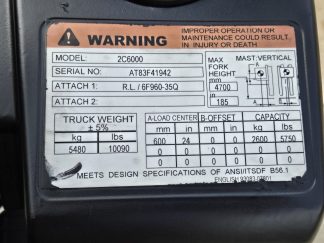 WARNING
IMPROPER OPERATION OR
MAINTENANCE COULD RESULT
IN INJURY OR DEATH
MODEL: 2C6000
SERIAL NO: AT83F41942
ATTACH 1: R.L. / 6F960-35Q
ATTACH 2:
MAX FORK HEIGHT
mm
4700
in
185
MAST:VERTICAL
TRUCK WEIGHT
± 5%
kg lbs
5480 10090
A-LOAD CENTER B-OFFSET CAPACITY
mm in mm in kg lbs
600 24 0 0 2600 5750
0 0 0 0 0 0
0 0 0 0 0 0
MEETS DESIGN SPECIFICATIONS OF ANSI/ITSDF B56.1
ENGLISH